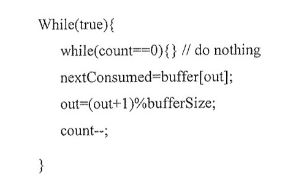 While(true){
while(count==0){} // do nothing
nextConsumed=buffer[out];
out=(out+1)%bufferSize;
count--;
}